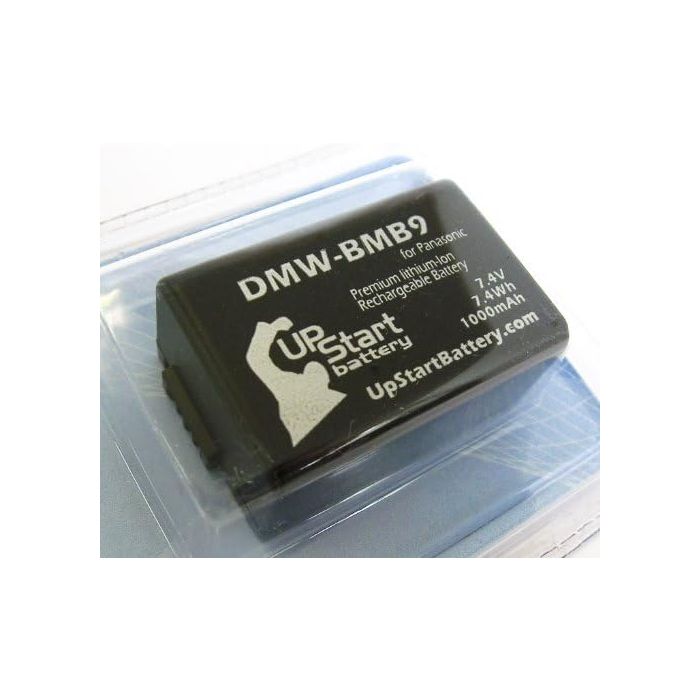 DMW-BMB9
for Panasonic
Premium lithium-Ion
Rechargeable Battery
7.4V
7.4Wh
1000mAh
UP
Start
battery
UpStartBattery.com